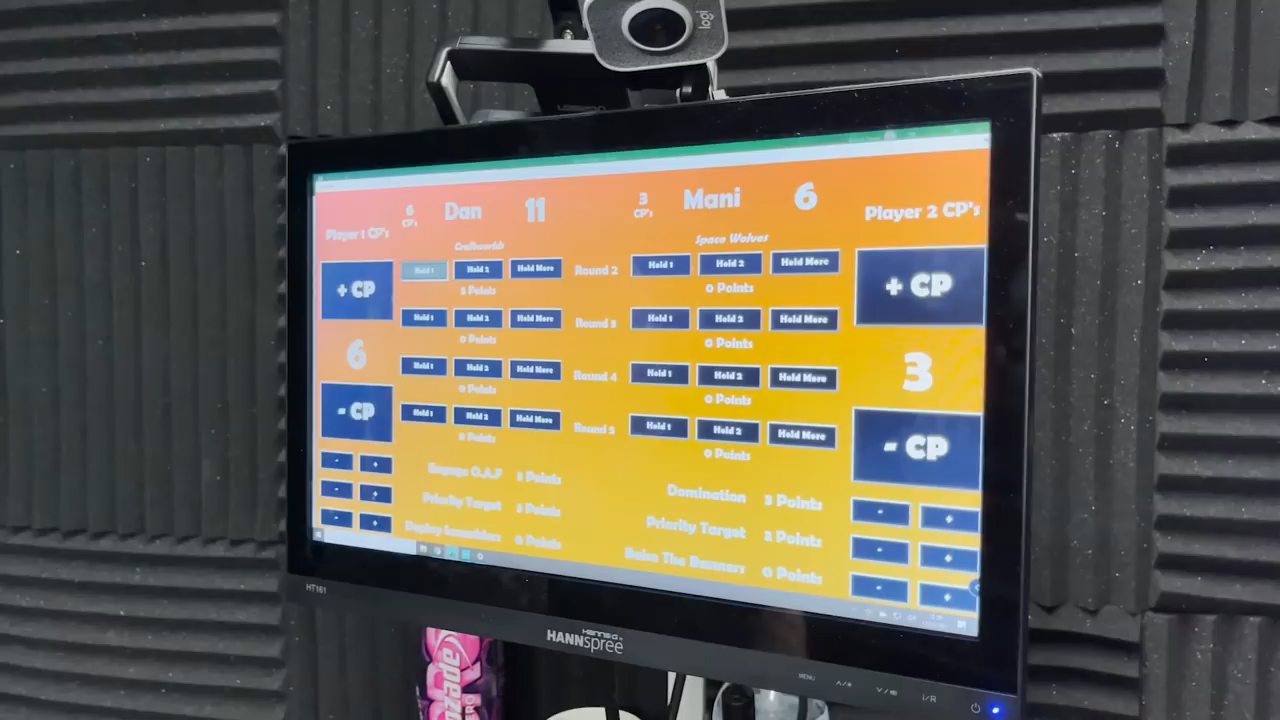 logi
6 CP's Dan 11 3 CP's Mani 6
Player 1 CP's Player 2 CP's
Craftworlds Space Wolves
+ CP Hold 1 Hold 2 Hold More Round 2 Hold 1 Hold 2 Hold More + CP
5 Points 0 Points
Hold 1 Hold 2 Hold More Round 3 Hold 1 Hold 2 Hold More
0 Points 0 Points
6 3
Hold 1 Hold 2 Hold More Round 4 Hold 1 Hold 2 Hold More
0 Points 0 Points
- CP - CP
Hold 1 Hold 2 Hold More Round 5 Hold 1 Hold 2 Hold More
0 Points 0 Points
- + Engage O.A.F Points Domination 3 Points - +
- + Priority Target Points Priority Target Points - +
- + Deploy Points Raise The Banners 0 Points - +
HT161
HANNSG
HANNspree
MENU
I/R